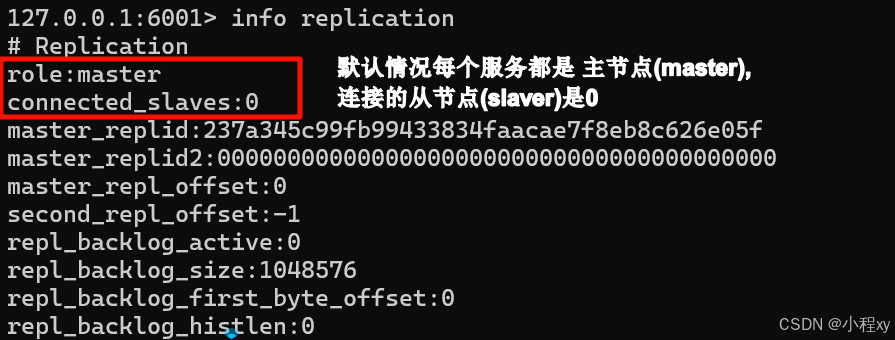 127.0.0.1:6001> info replication
# Replication
role:master
connected_slaves:0
默认情况每个服务都是 主节点(master),
连接的从节点(slaver)是0
master_replid:237a345c99fb99433834faacae7f8eb8c626e05f
master_replid2:0000000000000000000000000000000000000000
master_repl_offset:0
second_repl_offset:-1
repl_backlog_active:0
repl_backlog_size:1048576
repl_backlog_first_byte_offset:0
repl_backlog_histlen:0
CSDN @小程xy